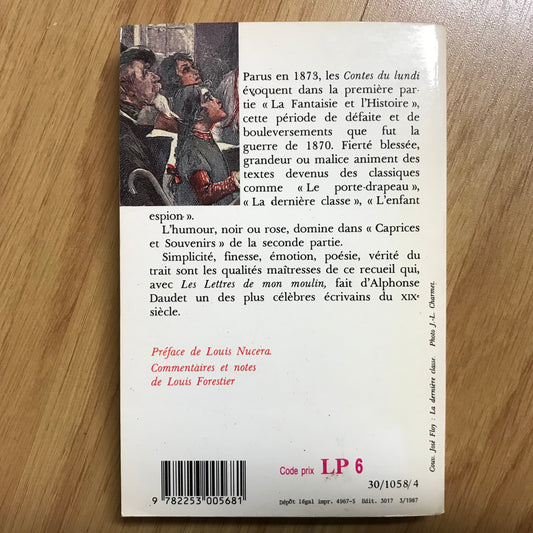 Parus en 1873, les Contes du lundi
évoquent dans la première par-
tie « La Fantaisie et l'Histoire »,
cette période de défaite et de
bouleversements que fut la
guerre de 1870. Fierté blessée,
grandeur ou malice animent des
textes devenus des classiques
comme « Le porte-drapeau »,
« La dernière classe », « L'enfant
espion ».
L'humour, noir ou rose, domine dans « Caprices
et Souvenirs » de la seconde partie.
Simplicité, finesse, émotion, poésie, vérité du
trait sont les qualités maîtresses de ce recueil qui,
avec Les Lettres de mon moulin, fait d'Alphonse
Daudet un des plus célèbres écrivains du XIXe
siècle.
Préface de Louis Nucera.
Commentaires et notes
de Louis Forestier
Couv. José Floy : La dernière classe. Photo J.-L. Charmet.
Code prix LP 6
30/1058/4
9 782253 005681
Dépôt légal impr. 4967-5 Edit. 3017 3/1987